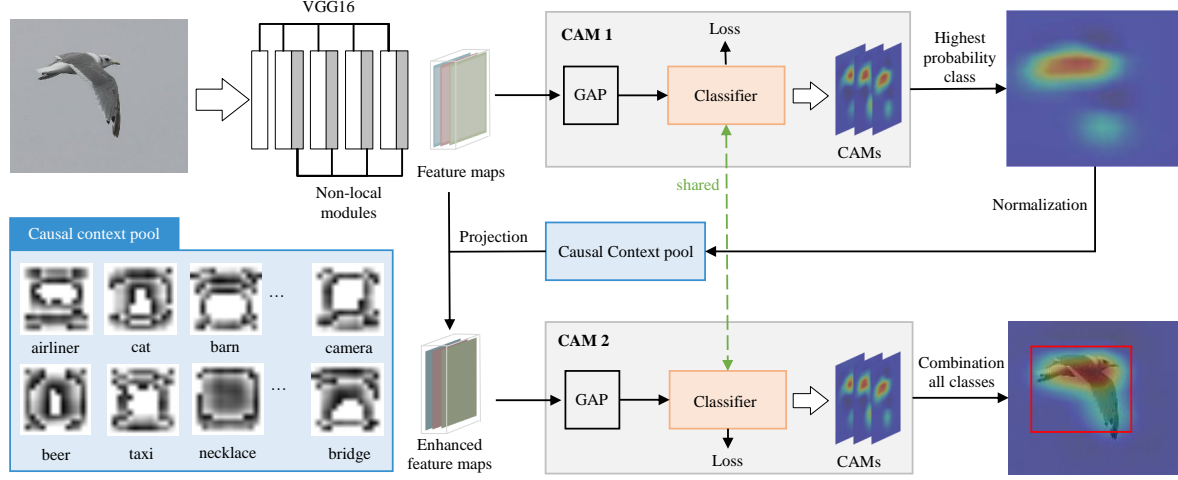 VGG16
Non-local
modules
Feature maps
CAM 1
GAP
Loss
Classifier
CAMs
Highest
probability
class
shared
Normalization
Causal context pool
airliner
cat
barn
...
camera
beer
taxi
necklace
...
bridge
Projection
Causal Context pool
Enhanced
feature maps
CAM 2
GAP
Classifier
Loss
CAMs
Combination
all classes